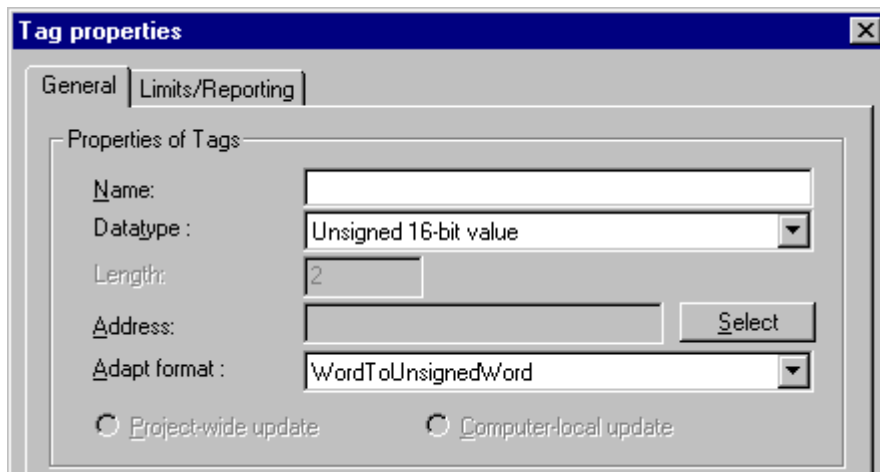 Tag properties
General Limits/Reporting
Properties of Tags
Name:
Datatype : Unsigned 16-bit value
Length: 2
Address: Select
Adapt format : WordToUnsignedWord
Project-wide update Computer-local update